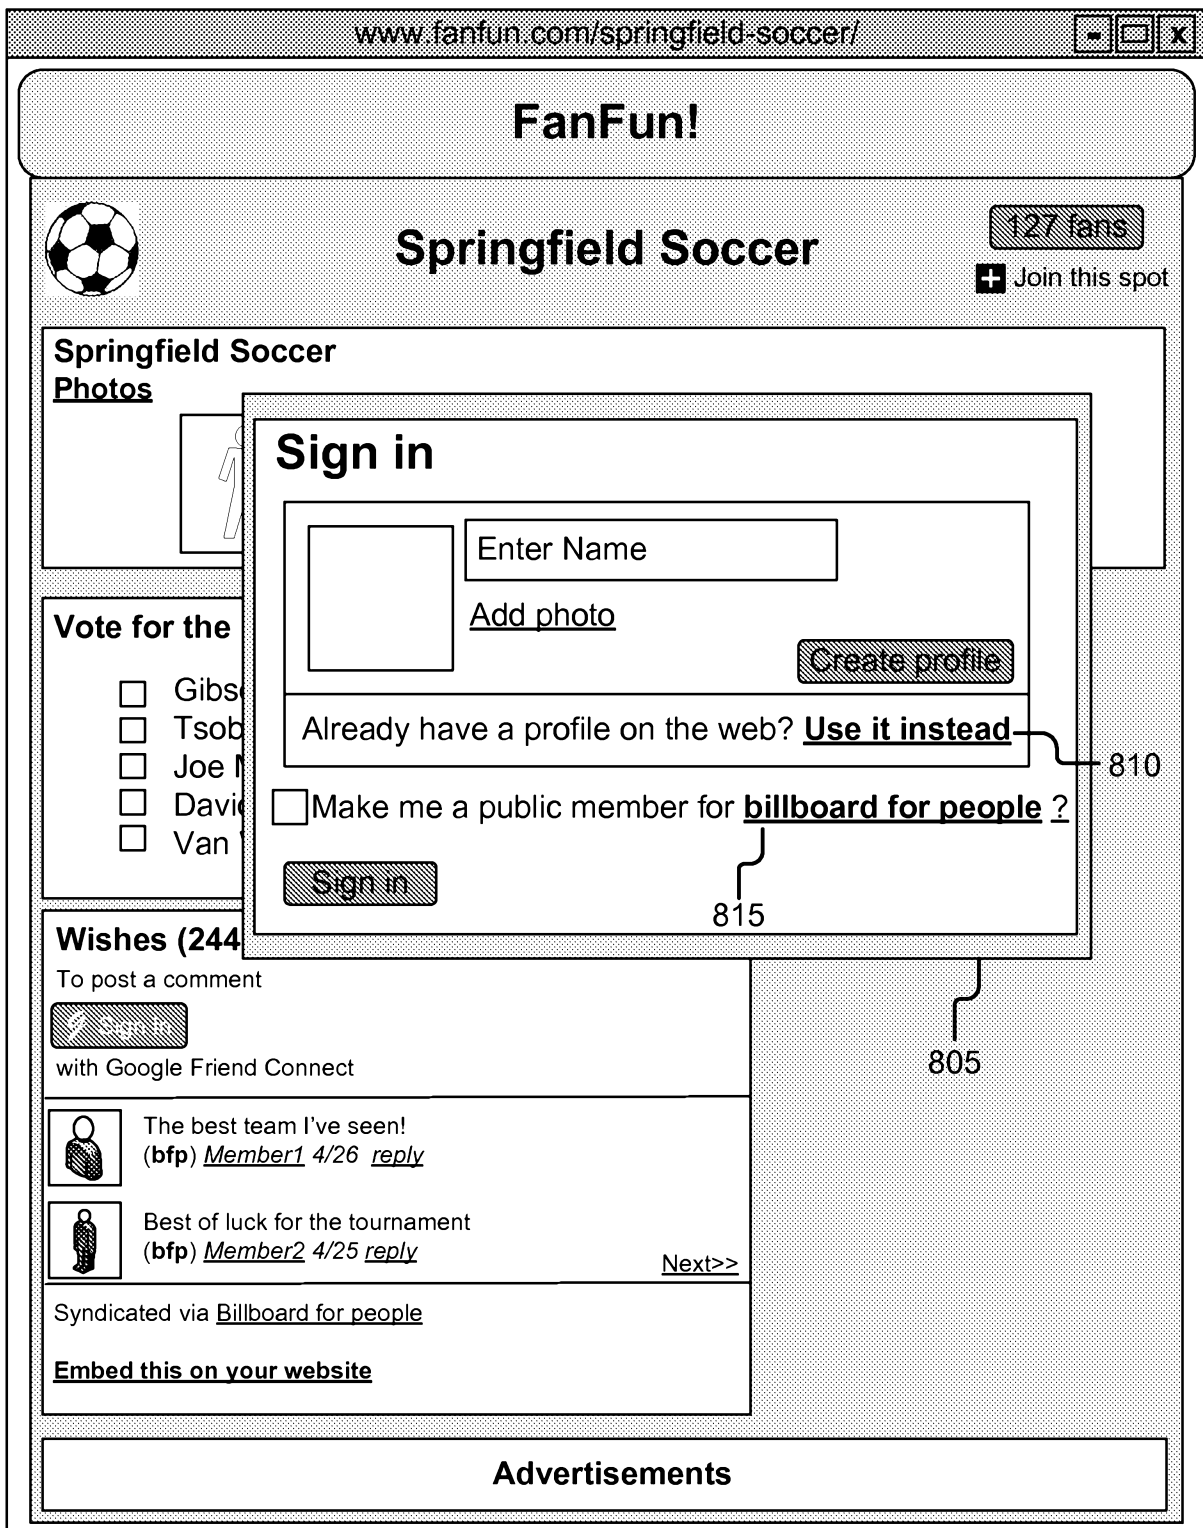 www.fanfun.com/springfield-soccer/
- x
FanFun!
Springfield Soccer
127 fans
+ Join this spot
Springfield Soccer
Photos
Sign in
Enter Name
Add photo
Create profile
Already have a profile on the web? Use it instead
810
Make me a public member for billboard for people ?
Sign in
815
Vote for the
Joe
Van
Wishes (244
To post a comment
Sign in
with Google Friend Connect
805
The best team I've seen!
(bfp) Member1 4/26 reply
Best of luck for the tournament
(bfp) Member2 4/25 reply
Next>>
Syndicated via Billboard for people
Embed this on your website
Advertisements